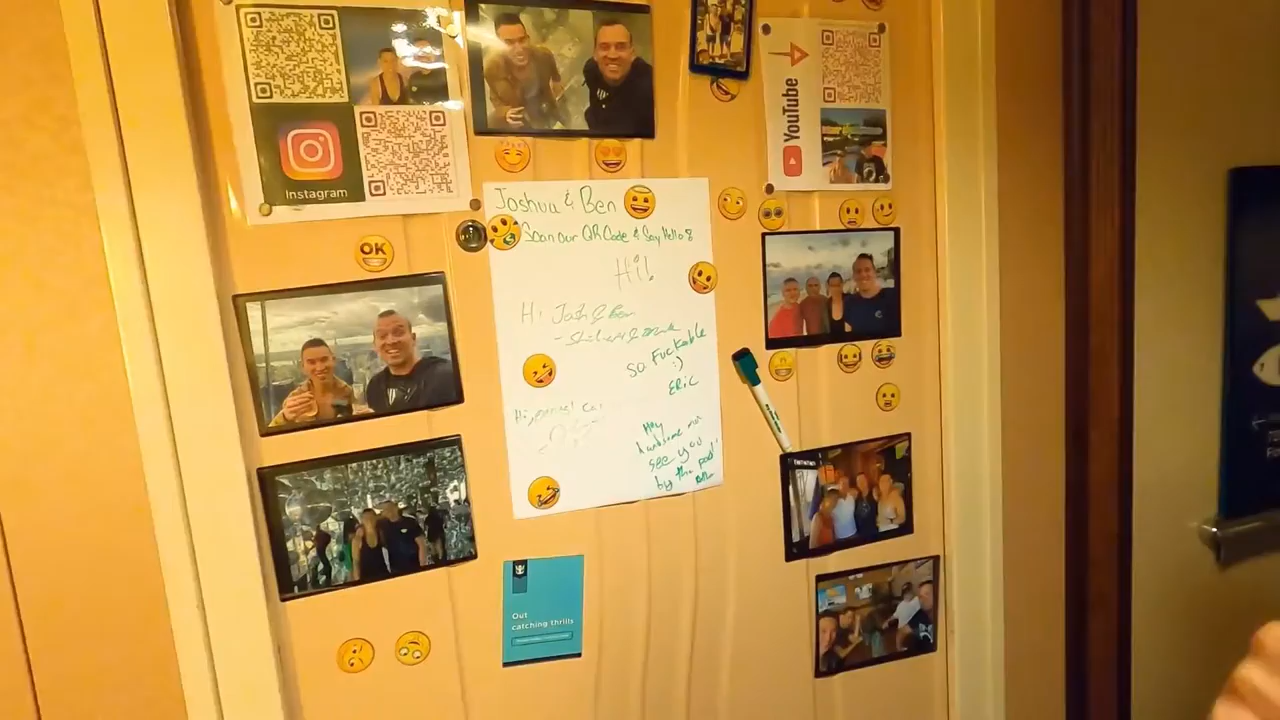 Instagram
YouTube
OK
Joshua & Ben
Scan our QR Code & Say Hello
Hi!
Hi Josh & Ben
SO Fuckable
:)
ERiC
Hey
handsome men
see you
by the pool
Out
catching thrills